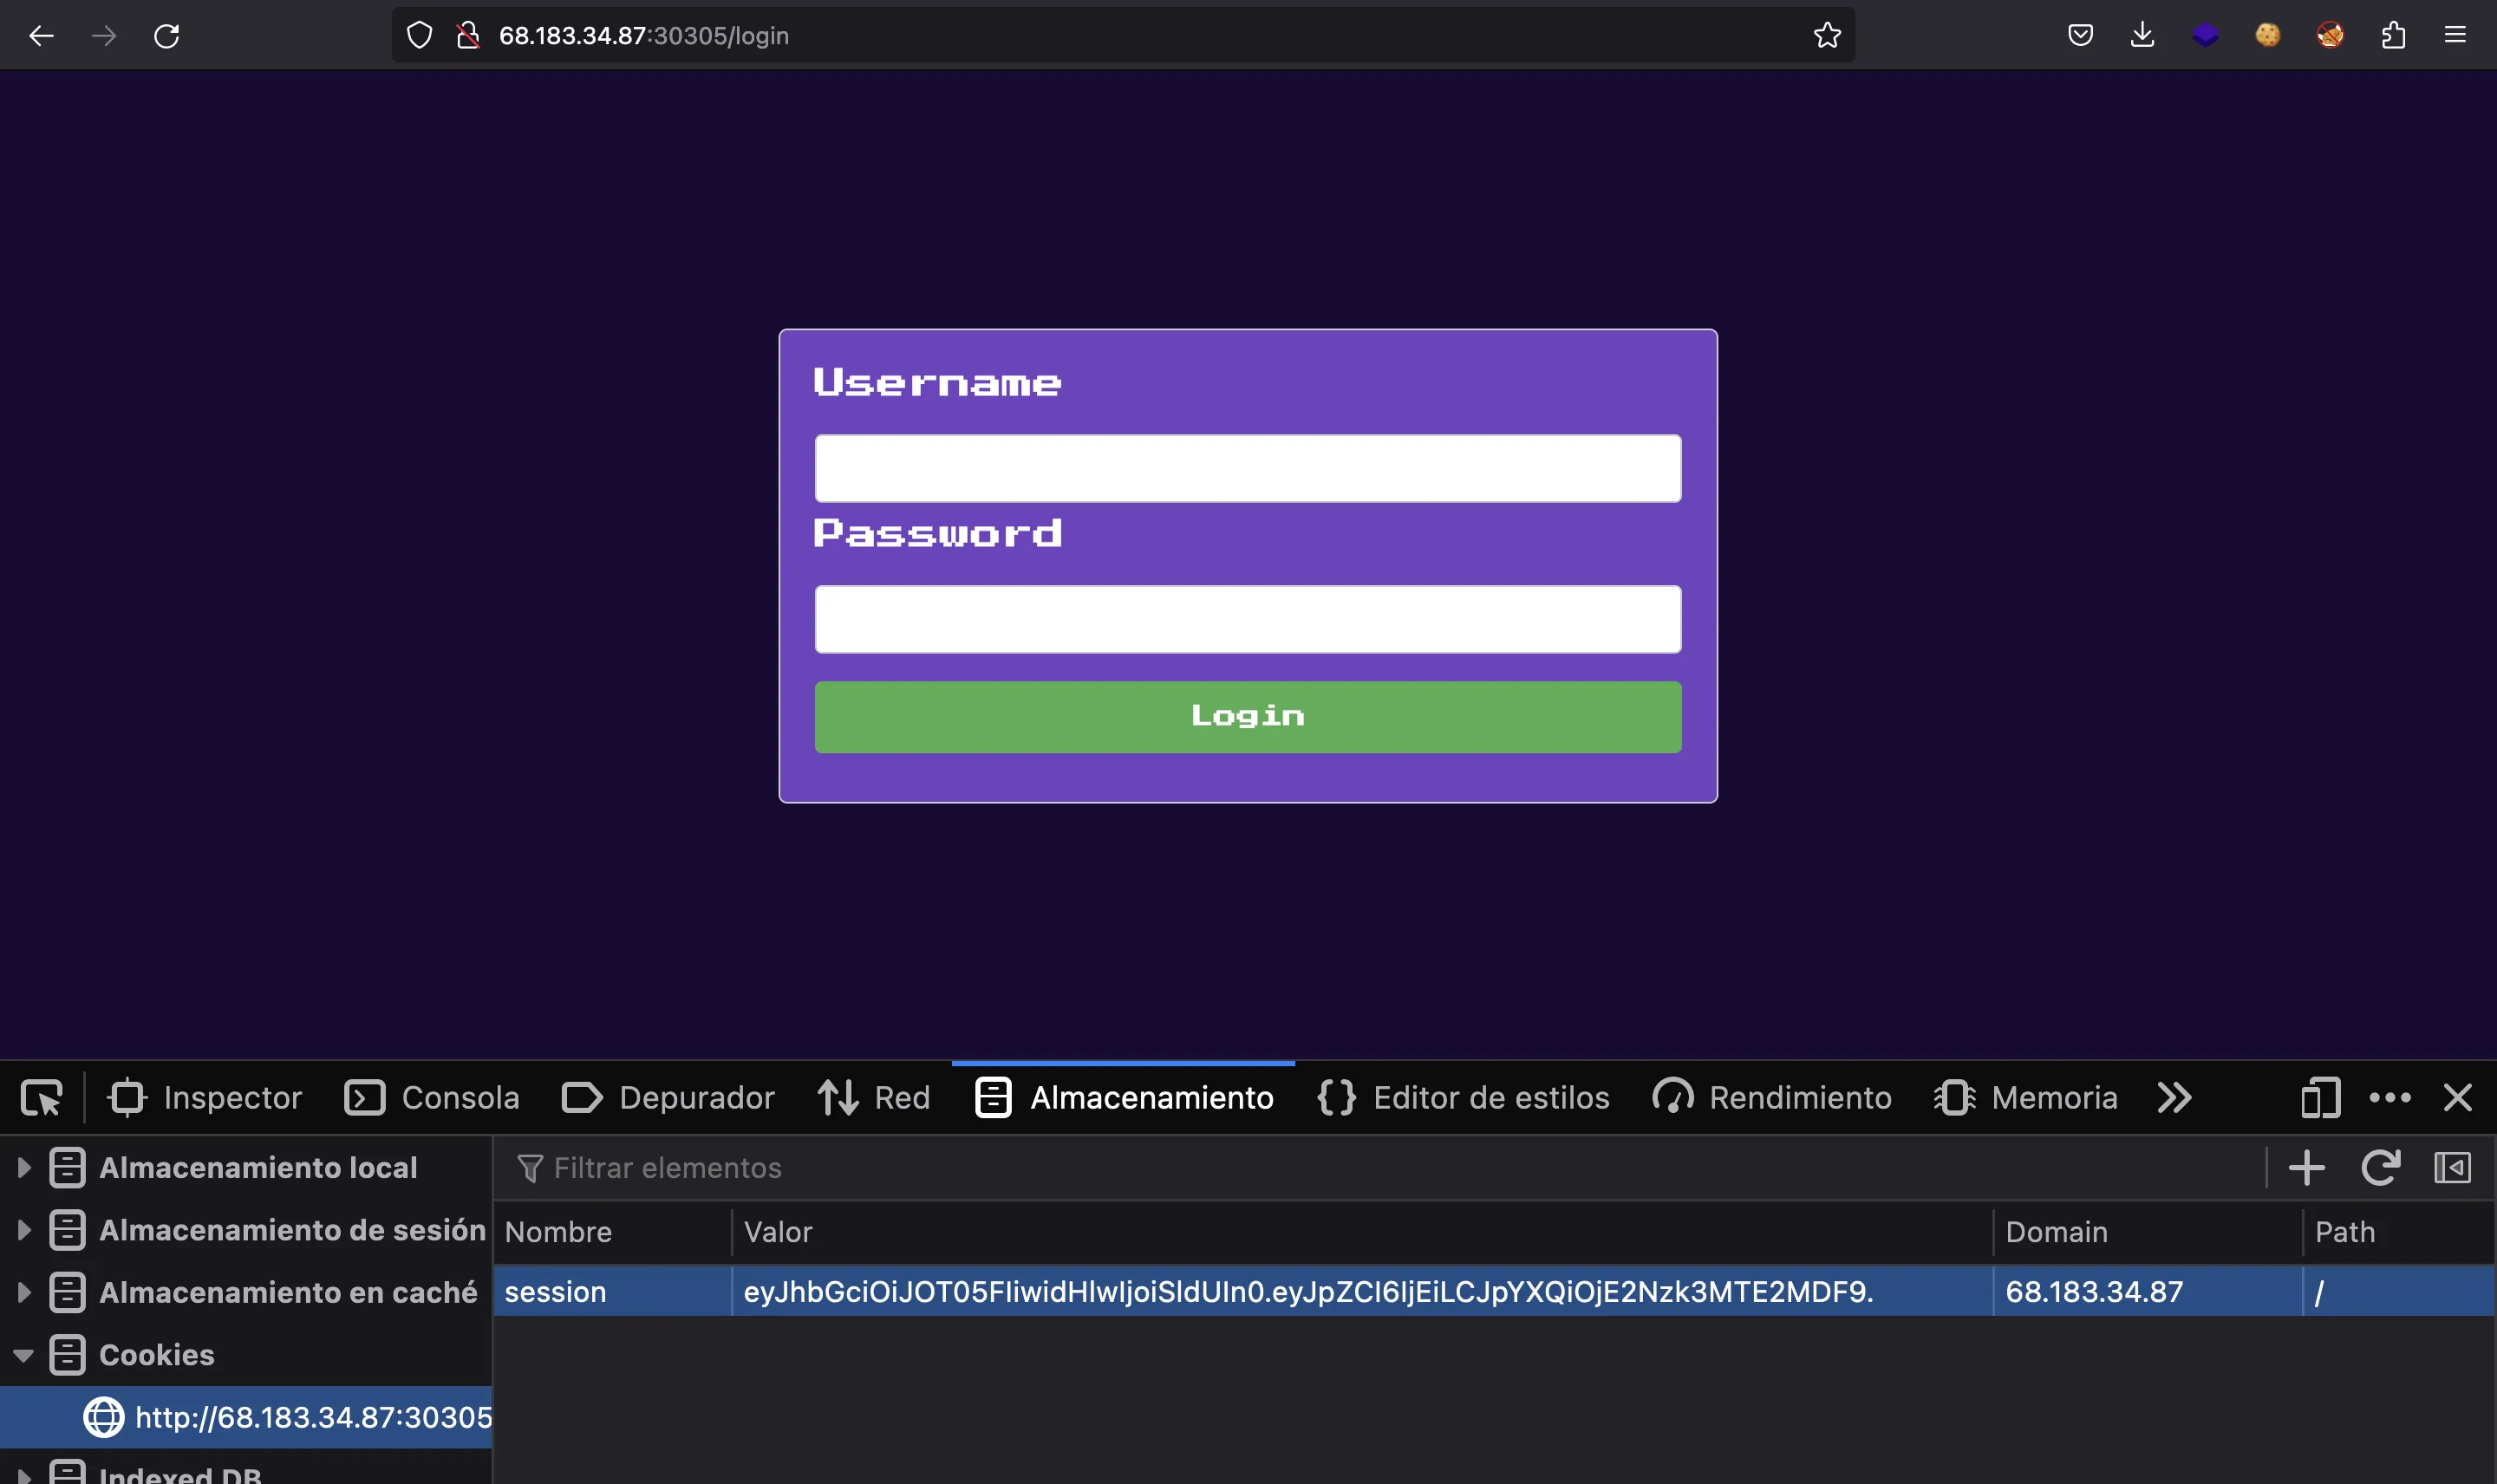 68.183.34.87:30305/login
Username
Password
Login
Inspector Consola Depurador Red Almacenamiento Editor de estilos Rendimiento Memoria
Almacenamiento local
Filtrar elementos
Almacenamiento de sesión
Nombre Valor Domain Path
Almacenamiento en caché
session eyJhbGciOiJOT05FIiwidHlwIjoiSldUIn0.eyJpZCI6IjEiLCJpYXQiOjE2Nzk3MTE2MDF9. 68.183.34.87 /
Cookies
http://68.183.34.87:30305
Indexed DB